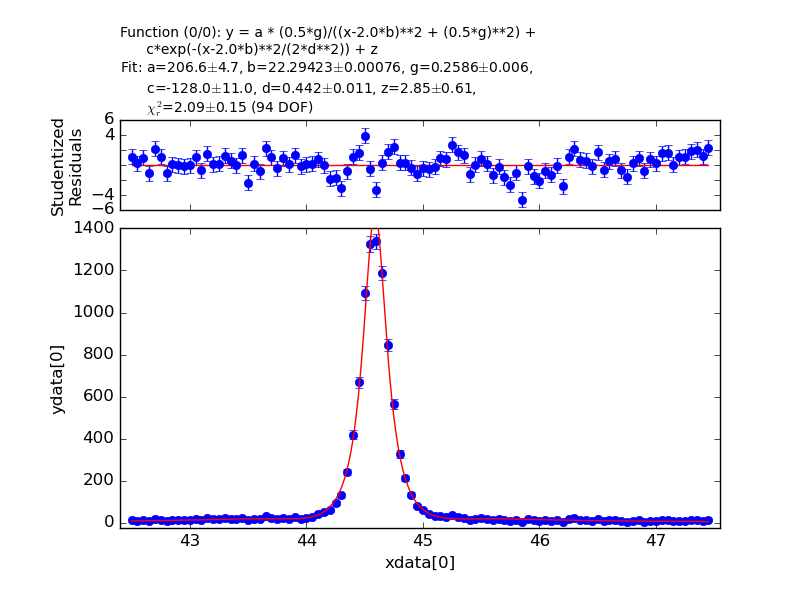 Function (0/0): y = a * (0.5*g)/((x-2.0*b)**2 + (0.5*g)**2) +
c*exp(-(x-2.0*b)**2/(2*d**2)) + z
Fit: a=206.6±4.7, b=22.29423±0.00076, g=0.2586±0.006,
c=-128.0±11.0, d=0.442±0.011, z=2.85±0.61,
χ²ᵣ=2.09±0.15 (94 DOF)
Studentized
Residuals
6
4
−4
−6
ydata[0]
1400
1200
1000
800
600
400
200
0
43
44
45
46
47
xdata[0]